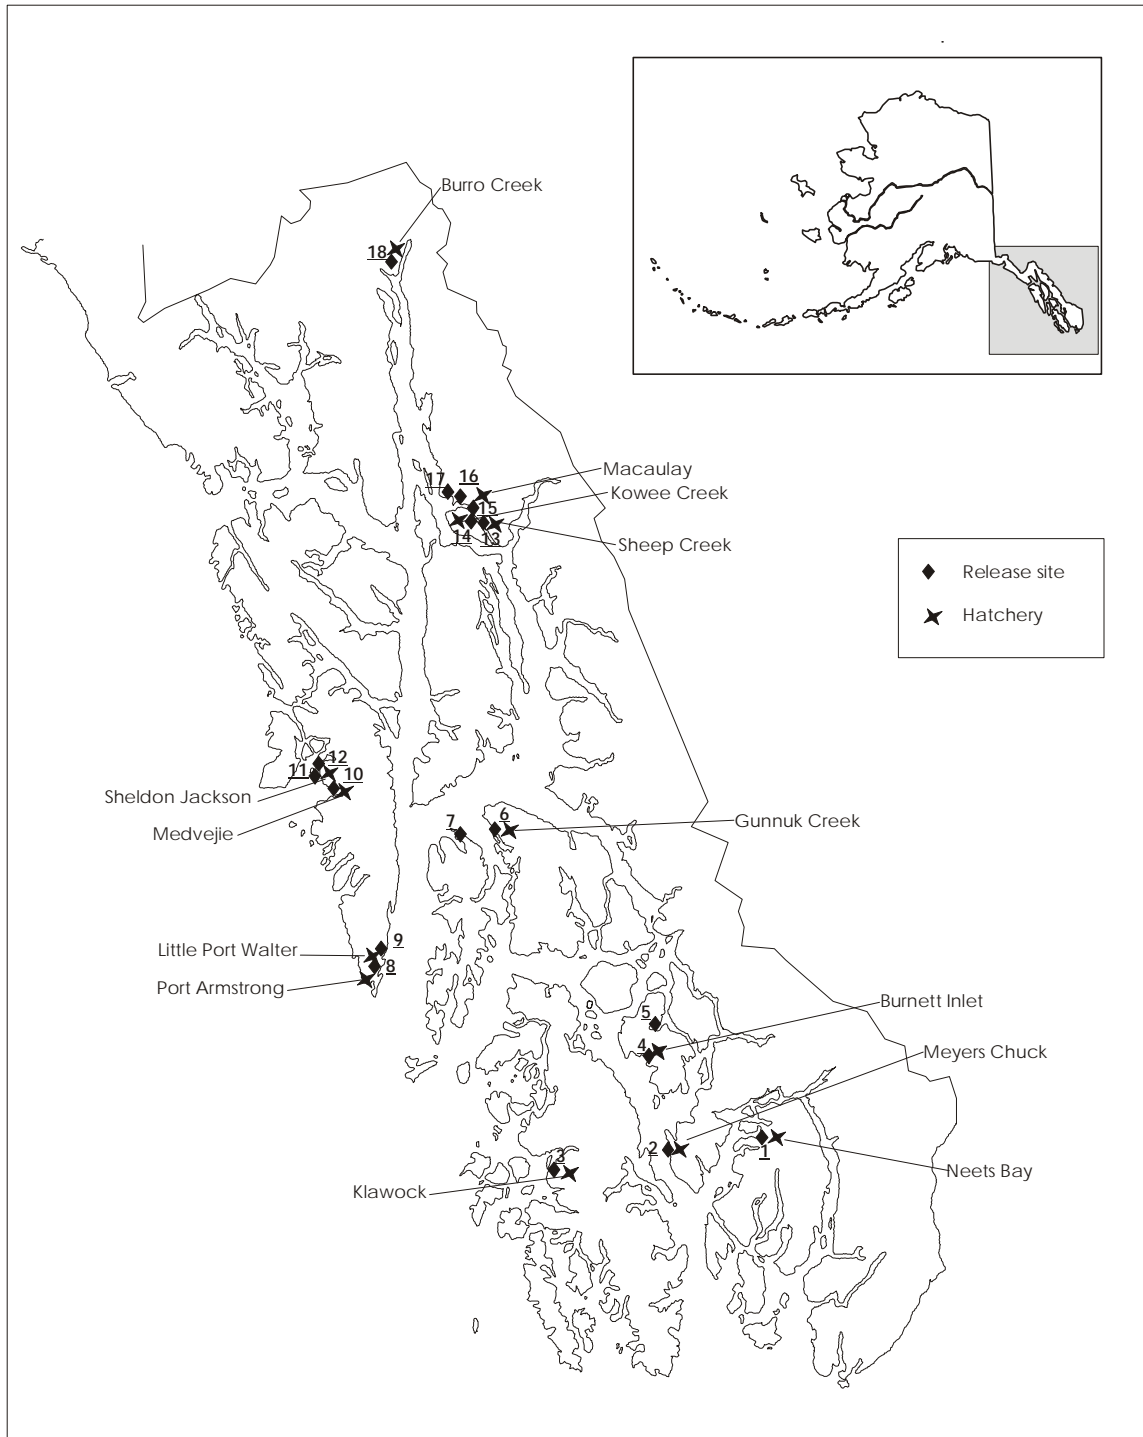 Burro Creek
18
Macaulay
16
17
Kowee Creek
15
14
13
Sheep Creek
Release site
Hatchery
12
11
10
Sheldon Jackson
Medvejie
7
6
Gunnuk Creek
9
Little Port Walter
8
Port Armstrong
Burnett Inlet
5
4
Meyers Chuck
2
1
Neets Bay
3
Klawock